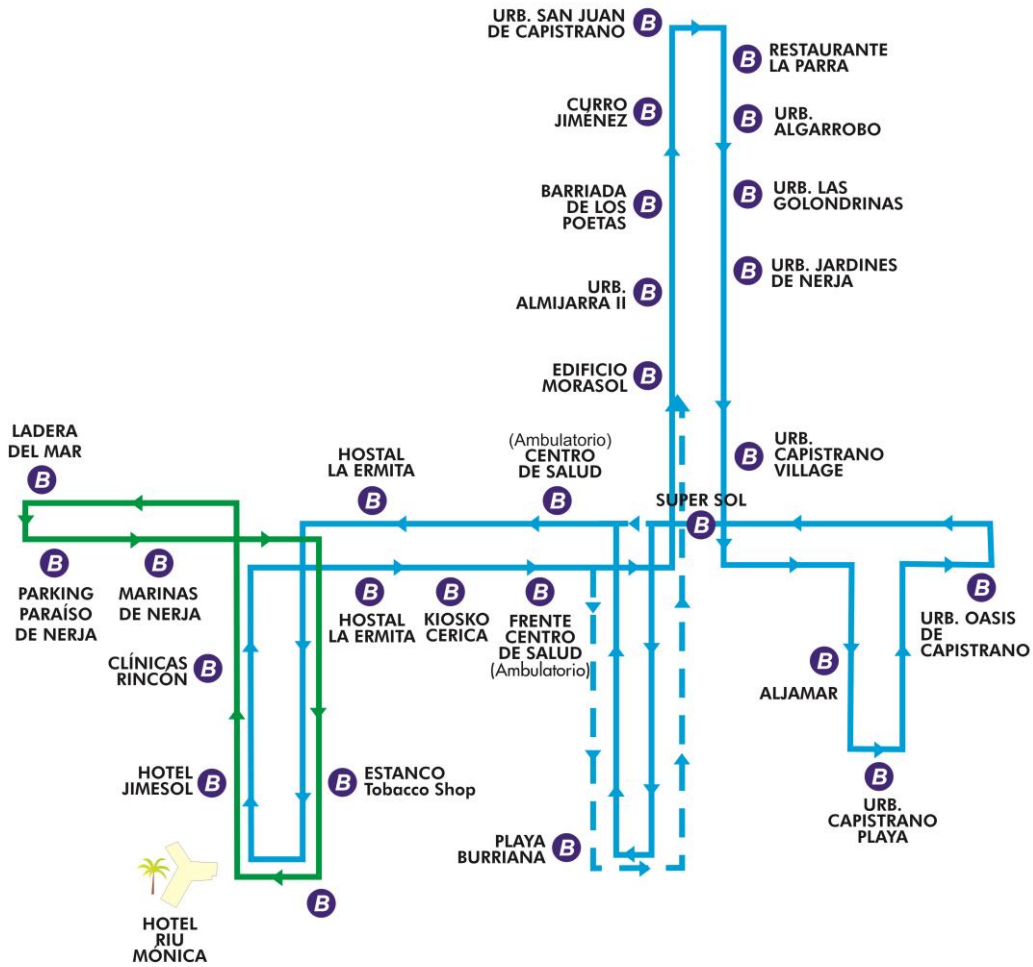 URB. SAN JUAN
DE CAPISTRANO
B
B
RESTAURANTE
LA PARRA
CURRO
JIMÉNEZ
B
B
URB.
ALGARROBO
BARRIADA
DE LOS
POETAS
B
B
URB. LAS
GOLONDRINAS
URB.
ALMIJARRA II
B
B
URB. JARDINES
DE NERJA
EDIFICIO
MORASOL
B
LADERA
DEL MAR
B
HOSTAL
LA ERMITA
B
(Ambulatorio)
CENTRO
DE SALUD
B
B
URB.
CAPISTRANO
VILLAGE
SUPER SOL
B
B
PARKING
PARAÍSO
DE NERJA
B
MARINAS
DE NERJA
B
HOSTAL
LA ERMITA
B
KIOSKO
CERICA
B
FRENTE
CENTRO
DE SALUD
(Ambulatorio)
B
URB. OASIS
DE
CAPISTRANO
CLÍNICAS
RINCÓN
B
B
ALJAMAR
HOTEL
JIMESOL
B
B
ESTANCO
Tobacco Shop
B
URB.
CAPISTRANO
PLAYA
PLAYA
BURRIANA
B
B
HOTEL
RIU
MÓNICA